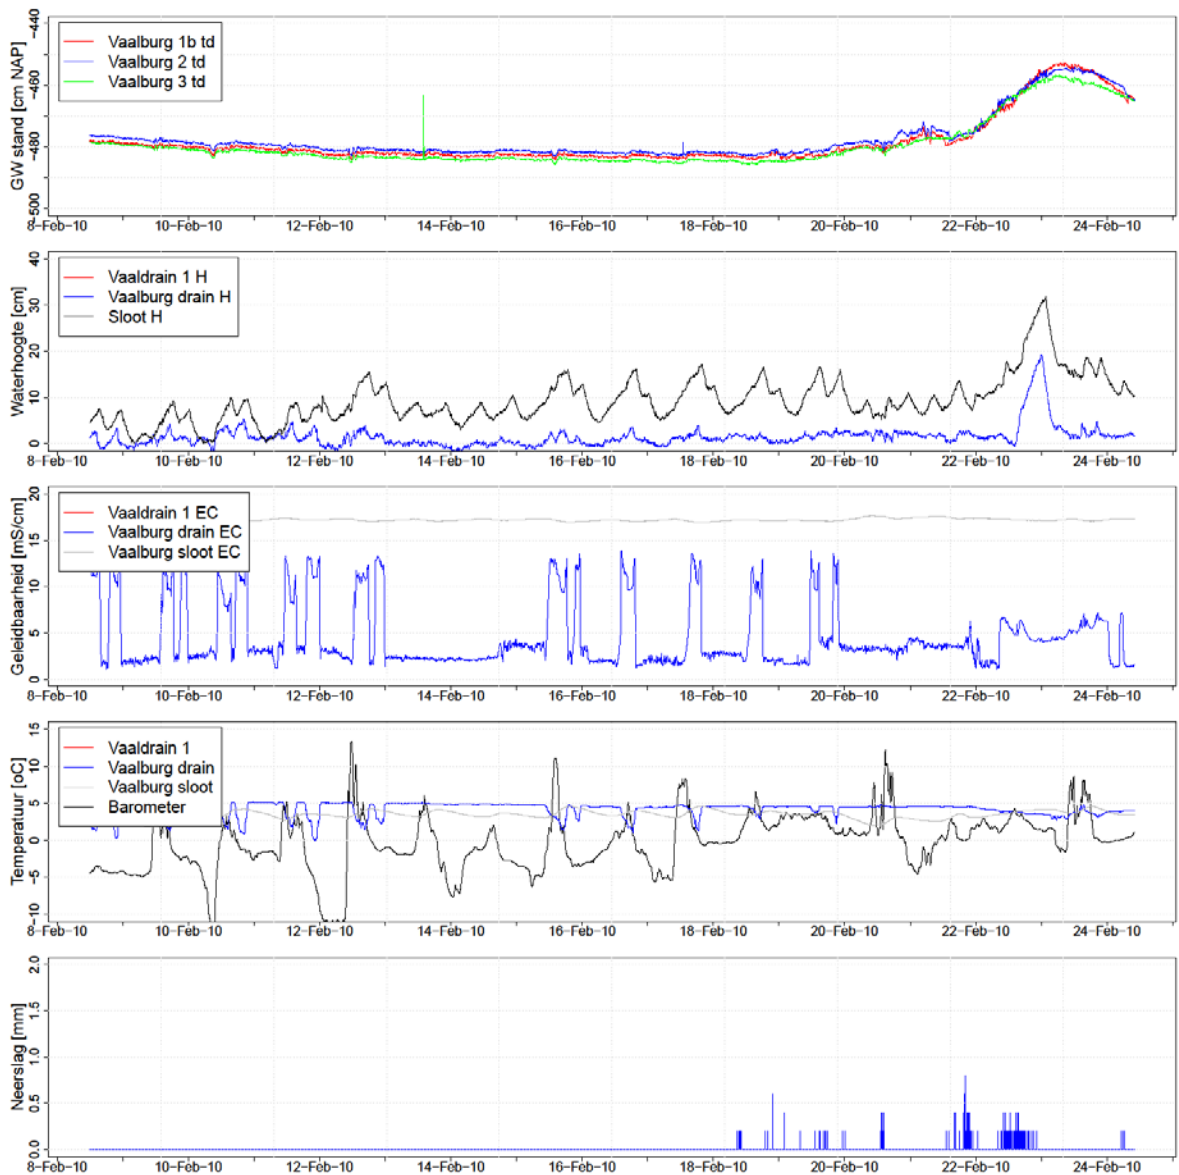 GW stand [cm NAP]
-440
-460
-480
-500
Vaalburg 1b td
Vaalburg 2 td
Vaalburg 3 td
8-Feb-10 10-Feb-10 12-Feb-10 14-Feb-10 16-Feb-10 18-Feb-10 20-Feb-10 22-Feb-10 24-Feb-10
Waterhoogte [cm]
40
30
20
10
0
Vaaldrain 1 H
Vaalburg drain H
Sloot H
8-Feb-10 10-Feb-10 12-Feb-10 14-Feb-10 16-Feb-10 18-Feb-10 20-Feb-10 22-Feb-10 24-Feb-10
Geleidbaarheid [mS/cm]
20
15
10
5
0
Vaaldrain 1 EC
Vaalburg drain EC
Vaalburg sloot EC
8-Feb-10 10-Feb-10 12-Feb-10 14-Feb-10 16-Feb-10 18-Feb-10 20-Feb-10 22-Feb-10 24-Feb-10
Temperatuur [oC]
15
10
5
0
-5
-10
Vaaldrain 1
Vaalburg drain
Vaalburg sloot
Barometer
8-Feb-10 10-Feb-10 12-Feb-10 14-Feb-10 16-Feb-10 18-Feb-10 20-Feb-10 22-Feb-10 24-Feb-10
Neerslag [mm]
2.0
1.5
1.0
0.5
0.0
8-Feb-10 10-Feb-10 12-Feb-10 14-Feb-10 16-Feb-10 18-Feb-10 20-Feb-10 22-Feb-10 24-Feb-10